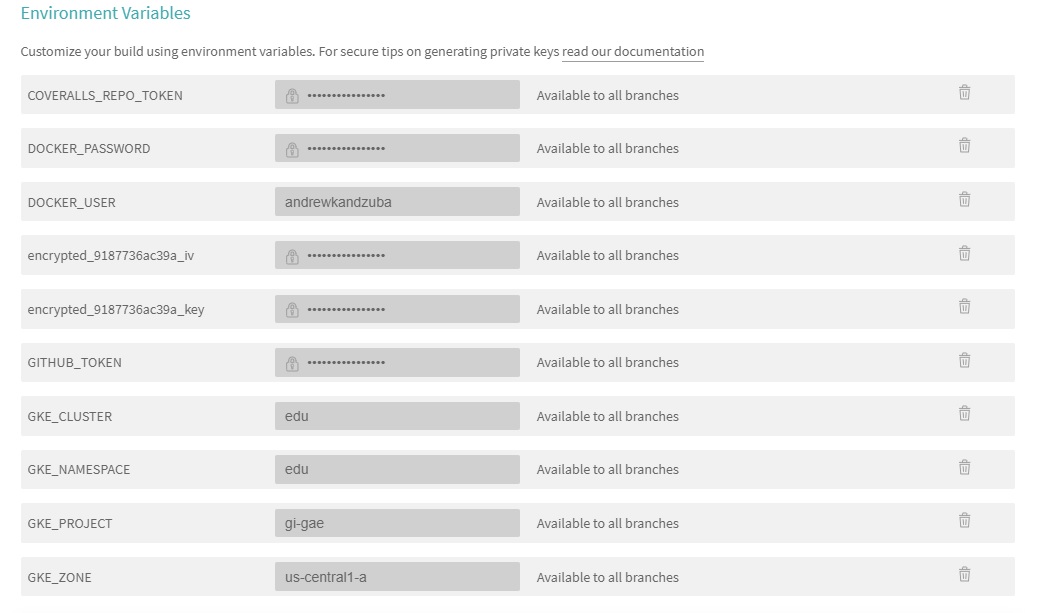 Environment Variables
Customize your build using environment variables. For secure tips on generating private keys read our documentation
COVERALLS_REPO_TOKEN •••••••••••••••• Available to all branches
DOCKER_PASSWORD •••••••••••••••• Available to all branches
DOCKER_USER andrewkandzuba Available to all branches
encrypted_9187736ac39a_iv •••••••••••••••• Available to all branches
encrypted_9187736ac39a_key •••••••••••••••• Available to all branches
GITHUB_TOKEN •••••••••••••••• Available to all branches
GKE_CLUSTER edu Available to all branches
GKE_NAMESPACE edu Available to all branches
GKE_PROJECT gi-gae Available to all branches
GKE_ZONE us-central1-a Available to all branches